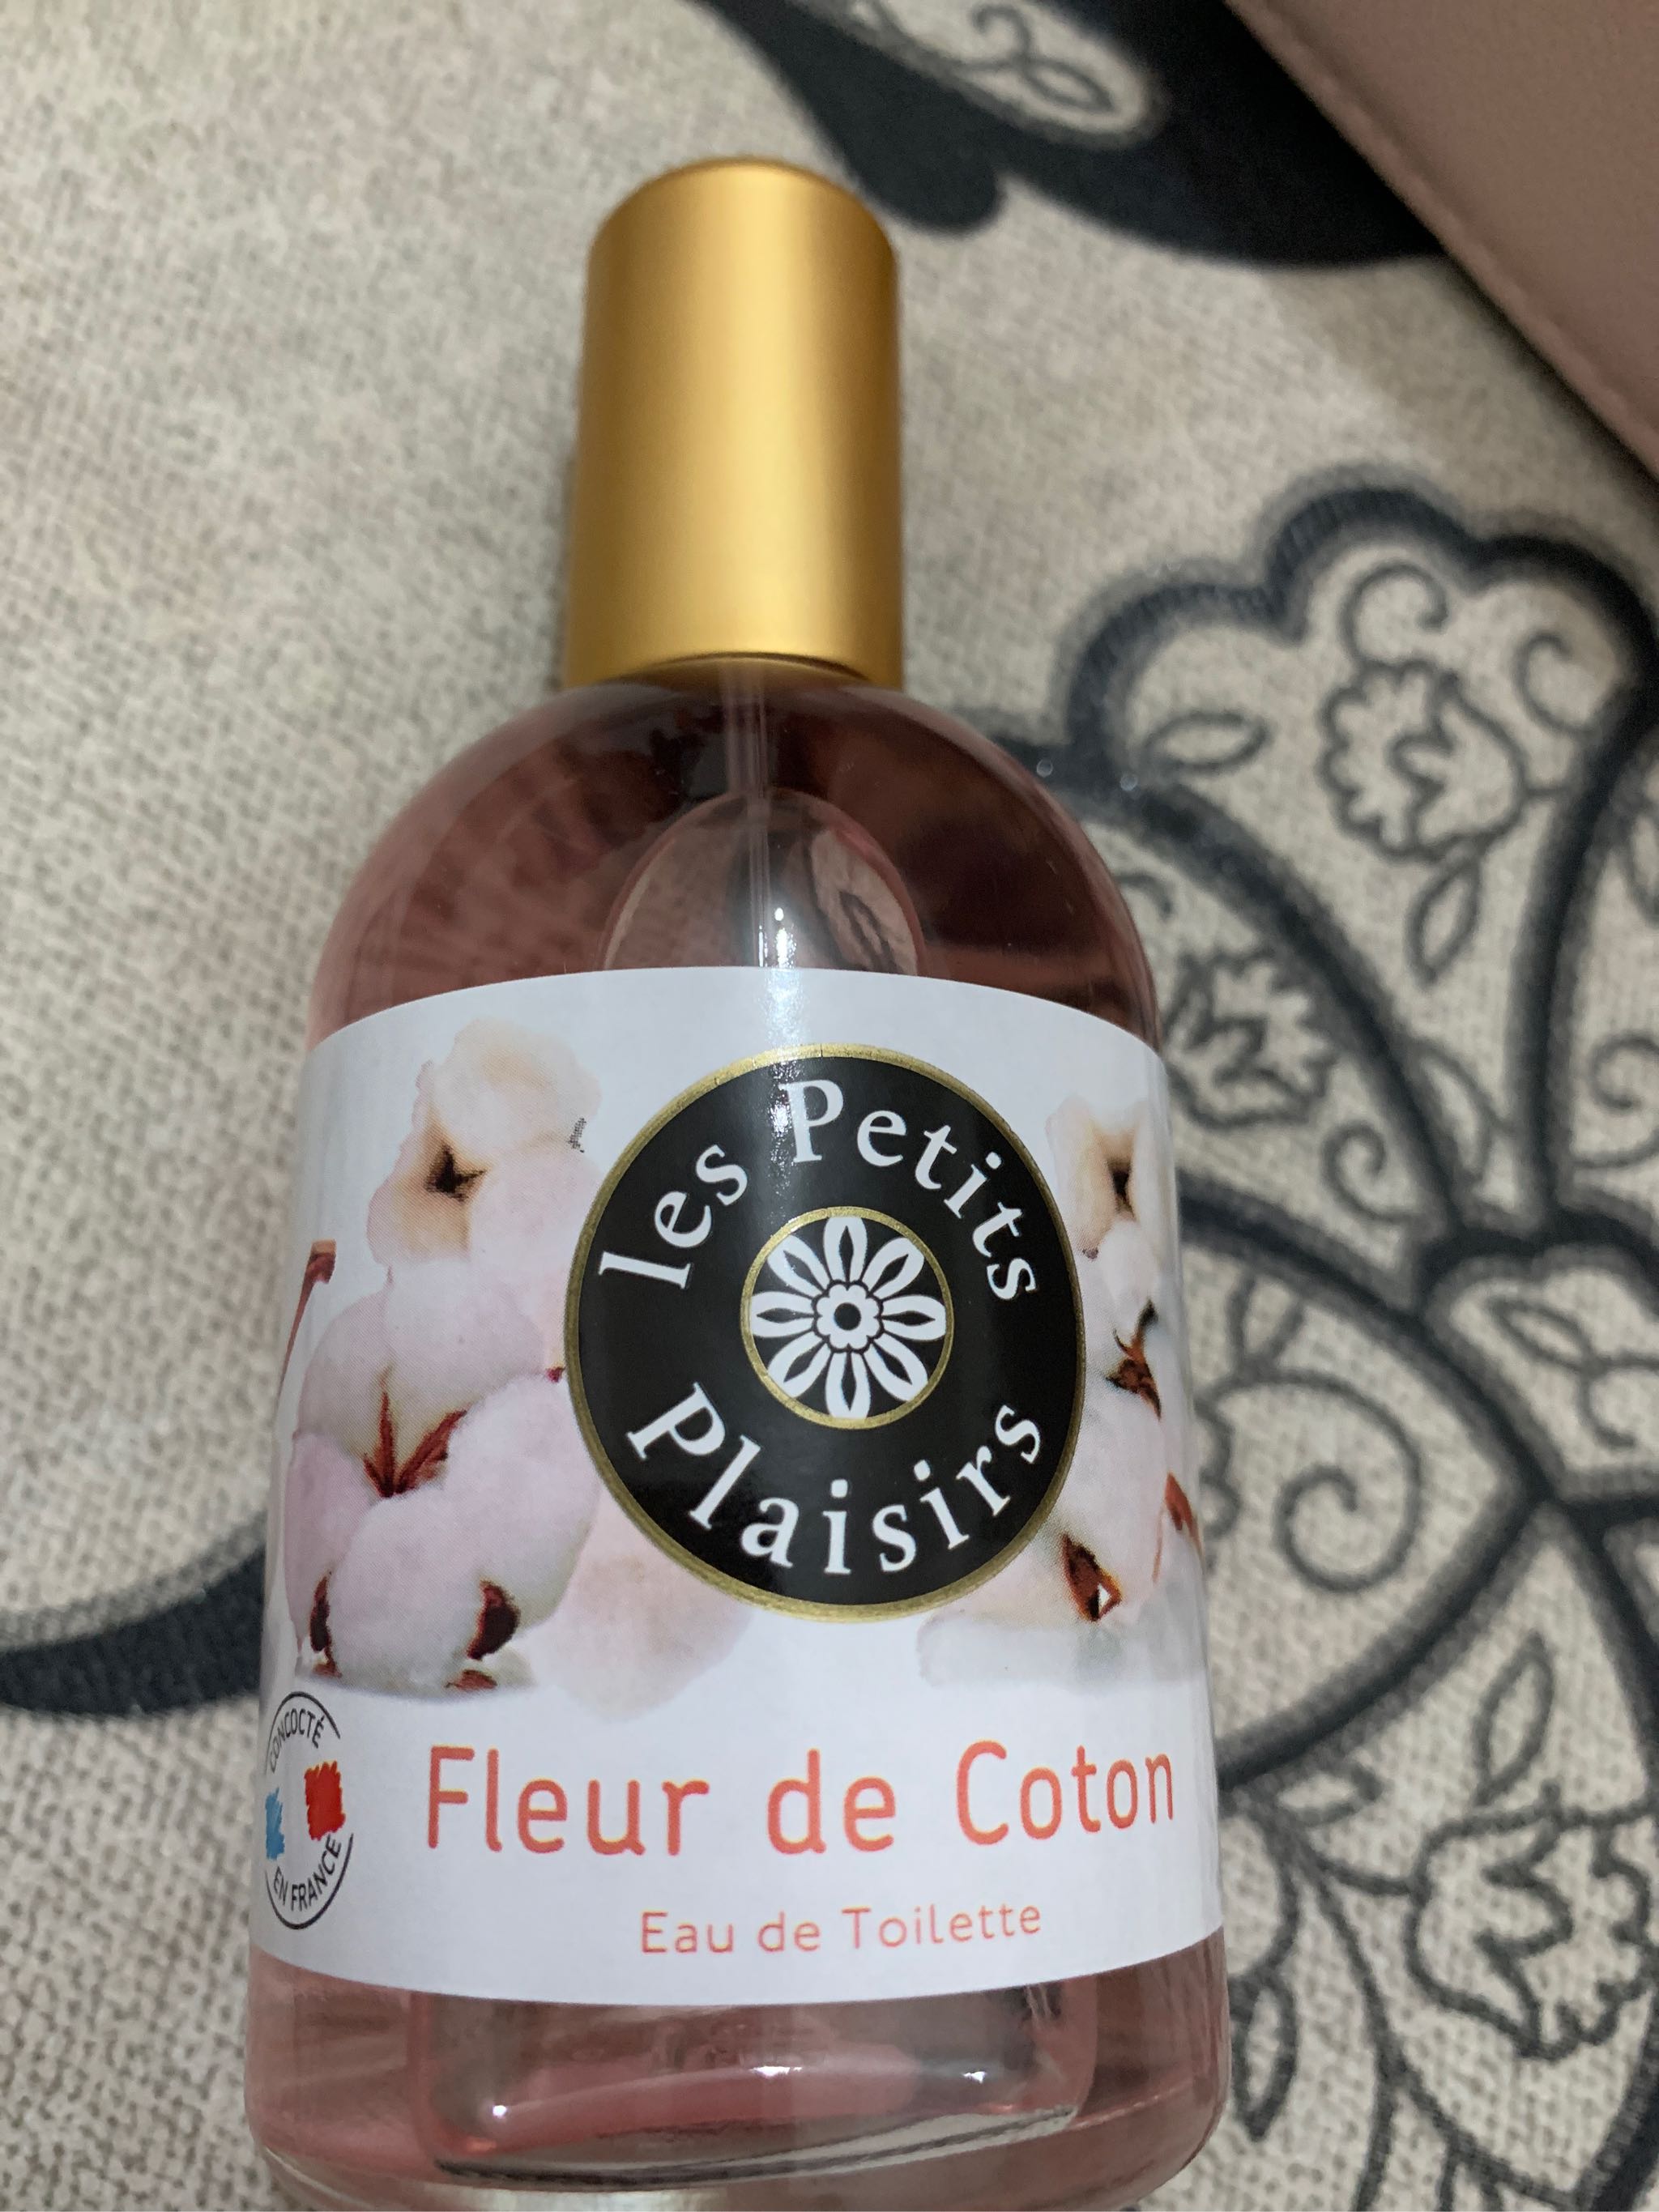 les Petits
Plaisirs
CONCOCTÉ
EN FRANCE
Fleur de Coton
Eau de Toilette